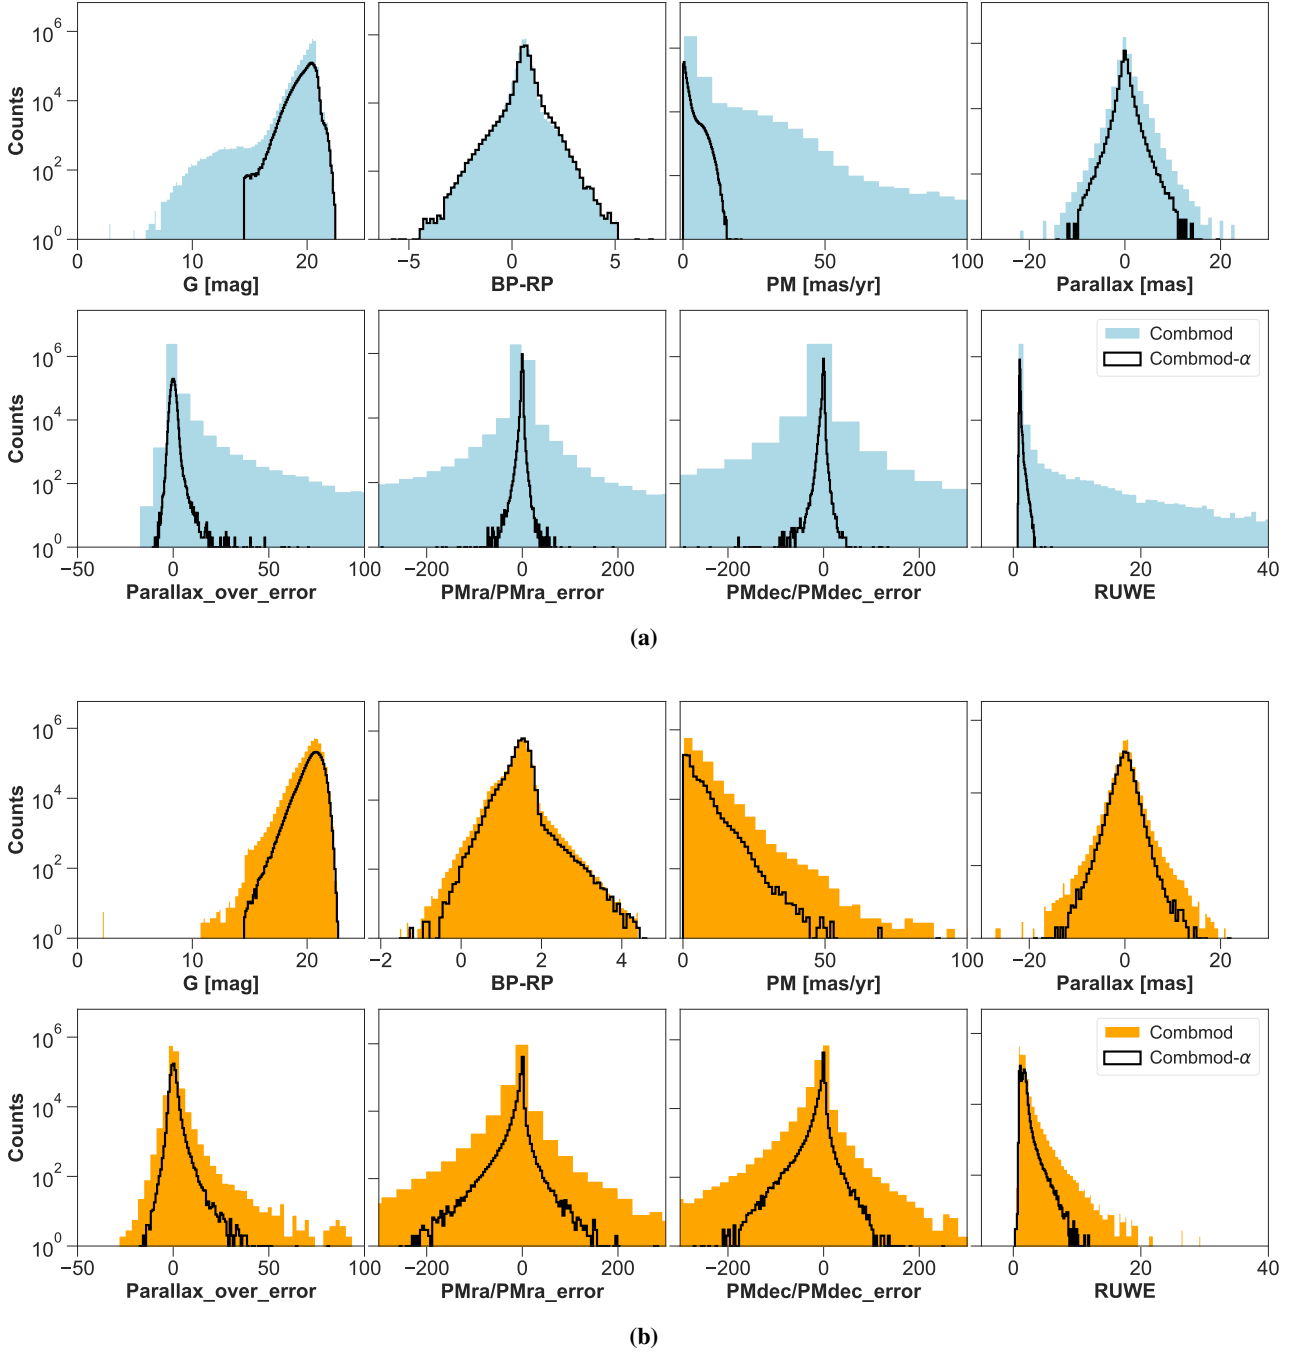 10^6
10^4
10^2
10^0
Counts
0 10 20
G [mag]
−5 0 5
BP-RP
0 50 100
PM [mas/yr]
−20 0 20
Parallax [mas]
10^6
10^4
10^2
10^0
Counts
−50 0 50 100
Parallax_over_error
−200 0 200
PMra/PMra_error
−200 0 200
PMdec/PMdec_error
Combmod
Combmod-α
0 20 40
RUWE
(a)
10^6
10^4
10^2
10^0
Counts
0 10 20
G [mag]
−2 0 2 4
BP-RP
0 50 100
PM [mas/yr]
−20 0 20
Parallax [mas]
10^6
10^4
10^2
10^0
Counts
−50 0 50 100
Parallax_over_error
−200 0 200
PMra/PMra_error
−200 0 200
PMdec/PMdec_error
Combmod
Combmod-α
0 20 40
RUWE
(b)